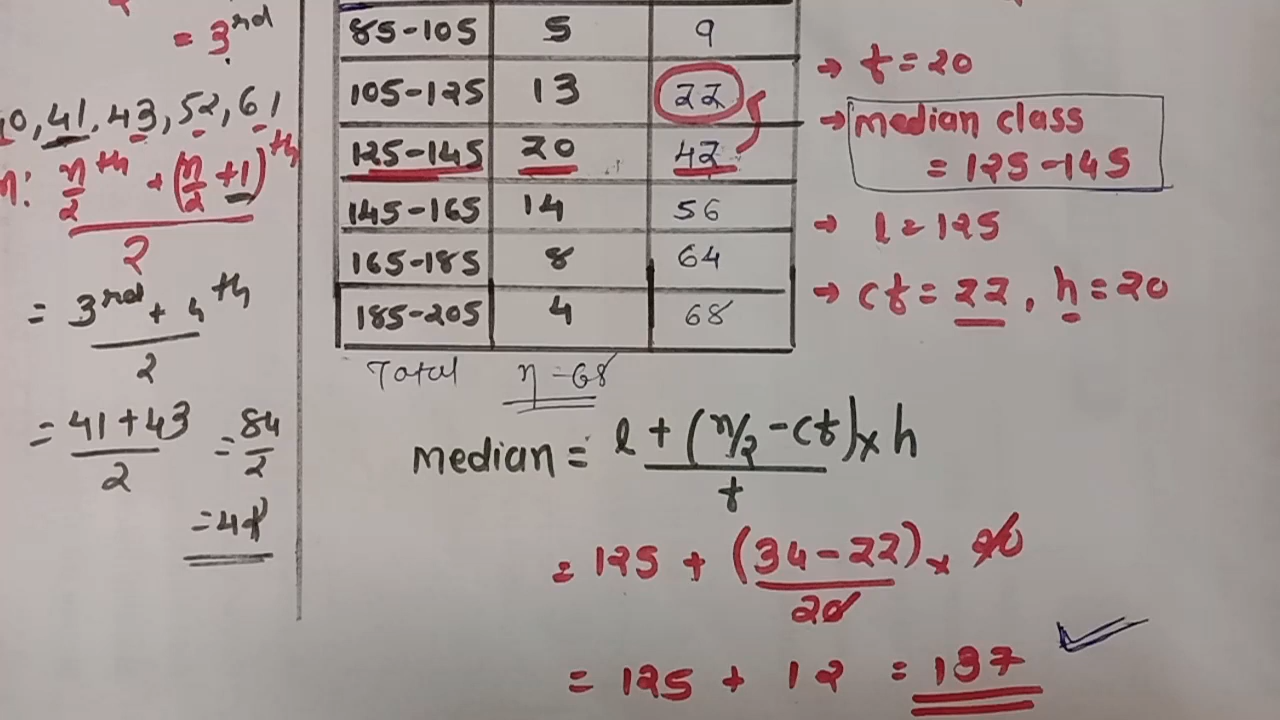 = 3rd
10, 41, 43, 52, 61
n/2 th + (n/2 + 1)th
2
= 3rd + 4th
2
= 41 + 43 = 84
2 2
85-105 5 9
105-125 13 22
125-145 20 42
145-165 14 56
165-185 8 64
185-205 4 68
Total n = 68
→ f = 20
→ median class
= 125-145
→ l = 125
→ cf = 22, h = 20
median = l + (n/2 - cf) × h
f
= 125 + (34 - 22) × 20
20
= 125 + 12 = 137